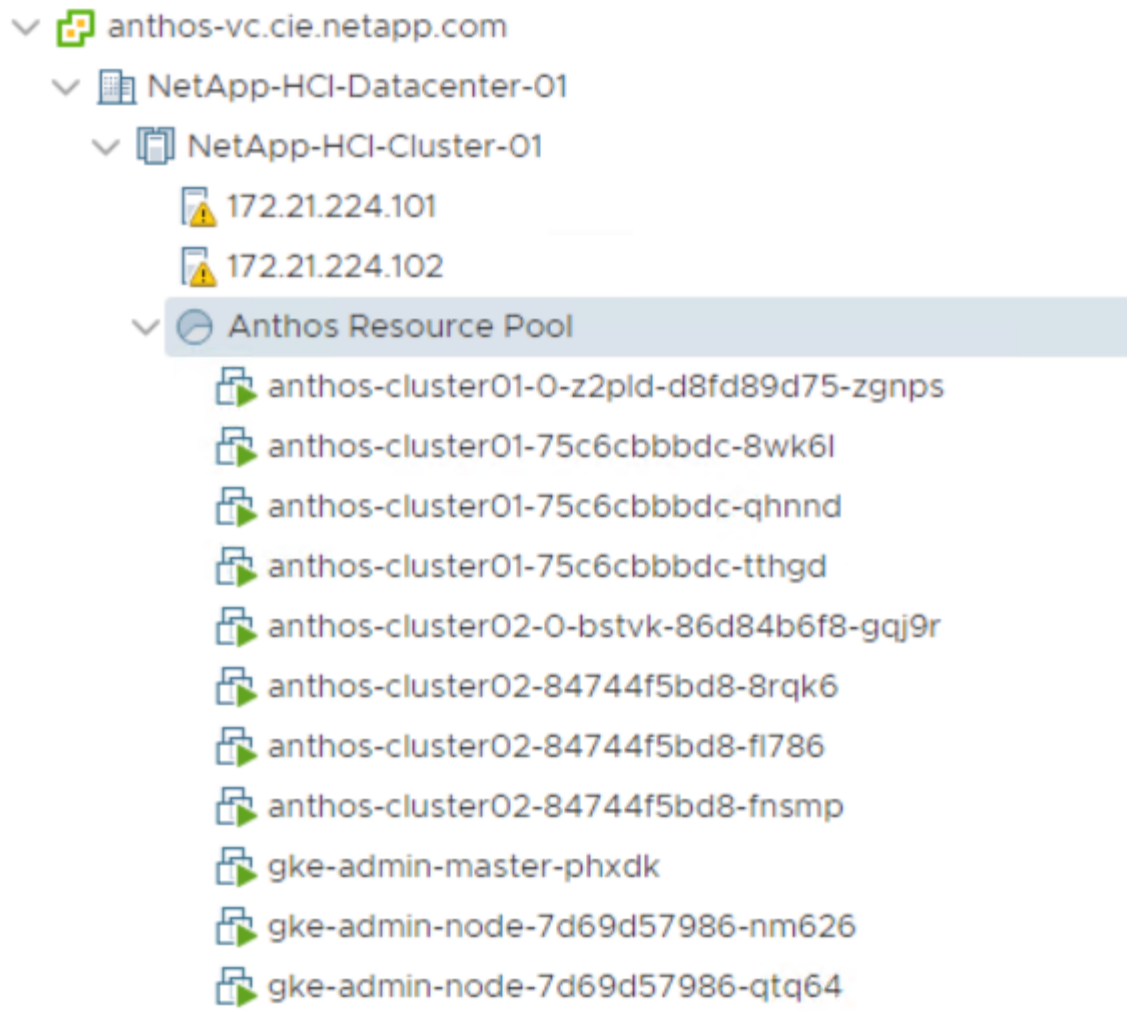 anthos-vc.cie.netapp.com
NetApp-HCI-Datacenter-01
NetApp-HCI-Cluster-01
172.21.224.101
172.21.224.102
Anthos Resource Pool
anthos-cluster01-0-z2pld-d8fd89d75-zgnps
anthos-cluster01-75c6cbbbdc-8wk6l
anthos-cluster01-75c6cbbbdc-qhnnd
anthos-cluster01-75c6cbbbdc-tthgd
anthos-cluster02-0-bstvk-86d84b6f8-gqj9r
anthos-cluster02-84744f5bd8-8rqk6
anthos-cluster02-84744f5bd8-fl786
anthos-cluster02-84744f5bd8-fnsmp
gke-admin-master-phxdk
gke-admin-node-7d69d57986-nm626
gke-admin-node-7d69d57986-qtq64